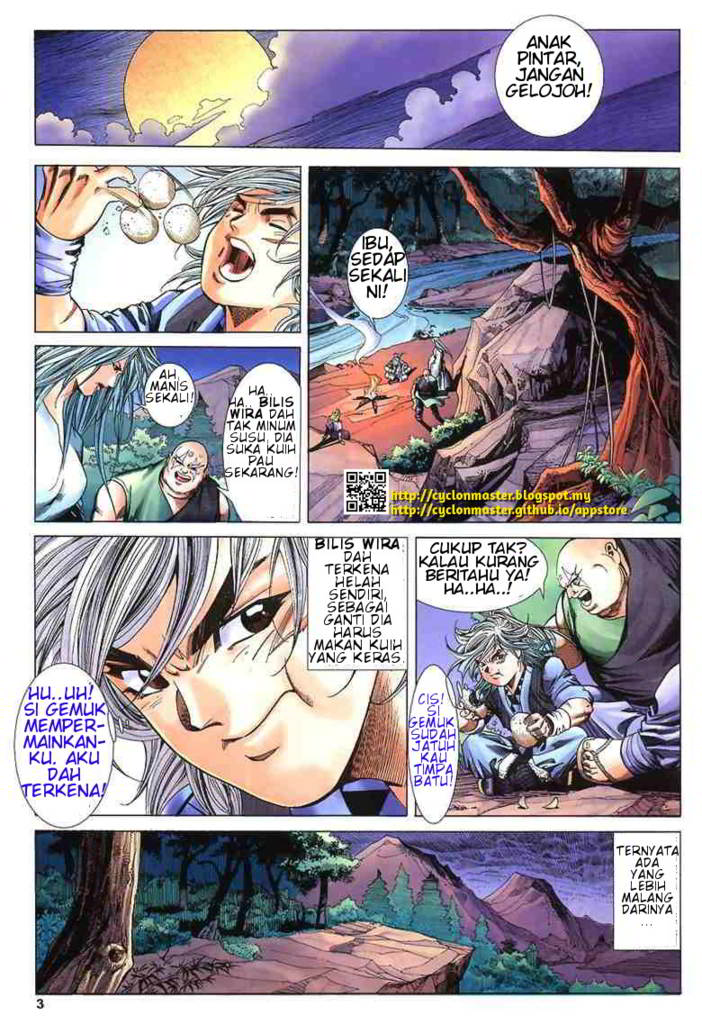 ANAK
PINTAR,
JANGAN
GELOJOH!
IBU,
SEDAP
SEKALI
NI!
AH,
MANIS
SEKALI!
HA..
HA.. BILIS
WIRA DAH
TAK MINUM
SUSU, DIA
SUKA KUIH
PAU
SEKARANG!
http://cyclonmaster.blogspot.my
http://cyclonmaster.github.io/appstore
BILIS WIRA
DAH
TERKENA
HELAH
SENDIRI,
SEBAGAI
GANTI DIA
HARUS
MAKAN KUIH
YANG KERAS.
HU..UH!
SI GEMUK
MEMPER-
MAINKAN-
KU. AKU
DAH
TERKENA!
CUKUP TAK?
KALAU KURANG
BERITAHU YA!
HA..HA..!
CIS!
SI
GEMUK
SUDAH
JATUH
KAU
TIMPA
BATU!
TERNYATA
ADA
YANG
LEBIH
MALANG
DARINYA
...
3